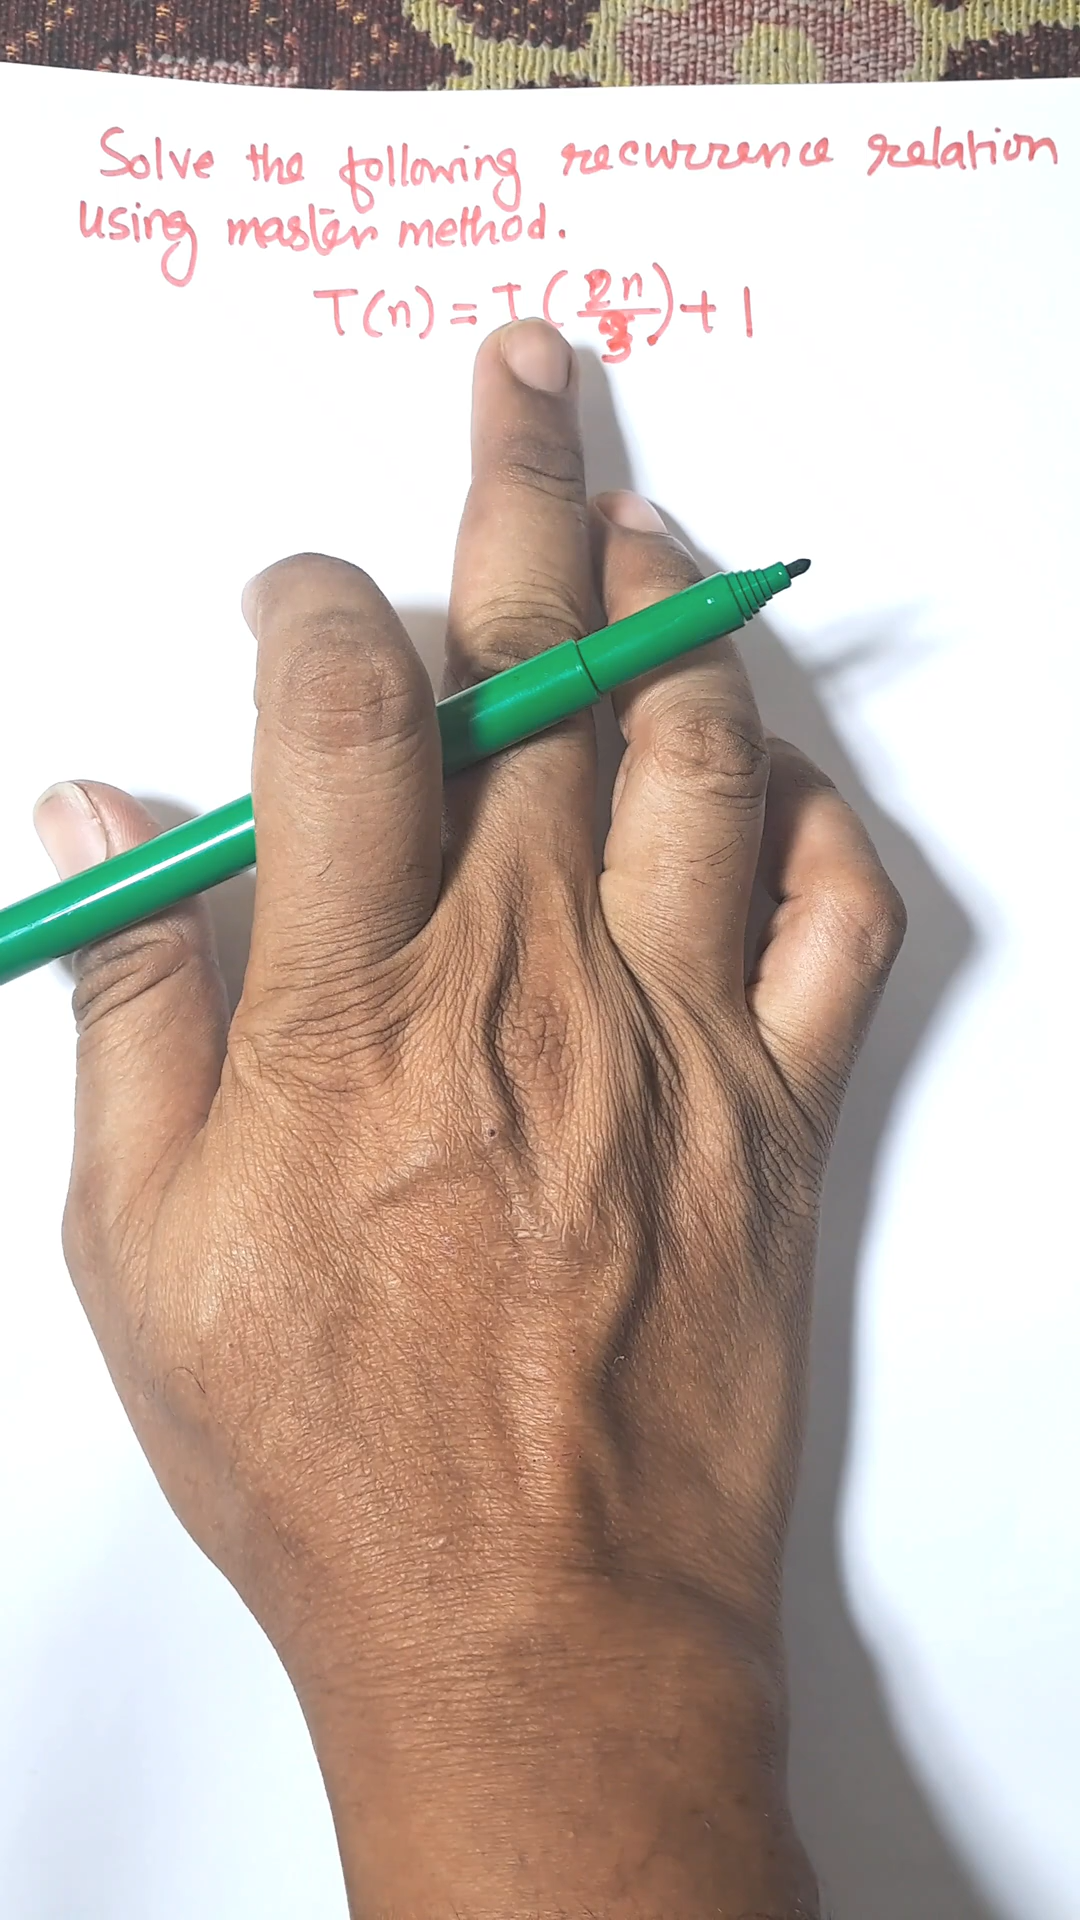 Solve the following recurrence relation
using master method.
T(n) = T(2n/3) + 1